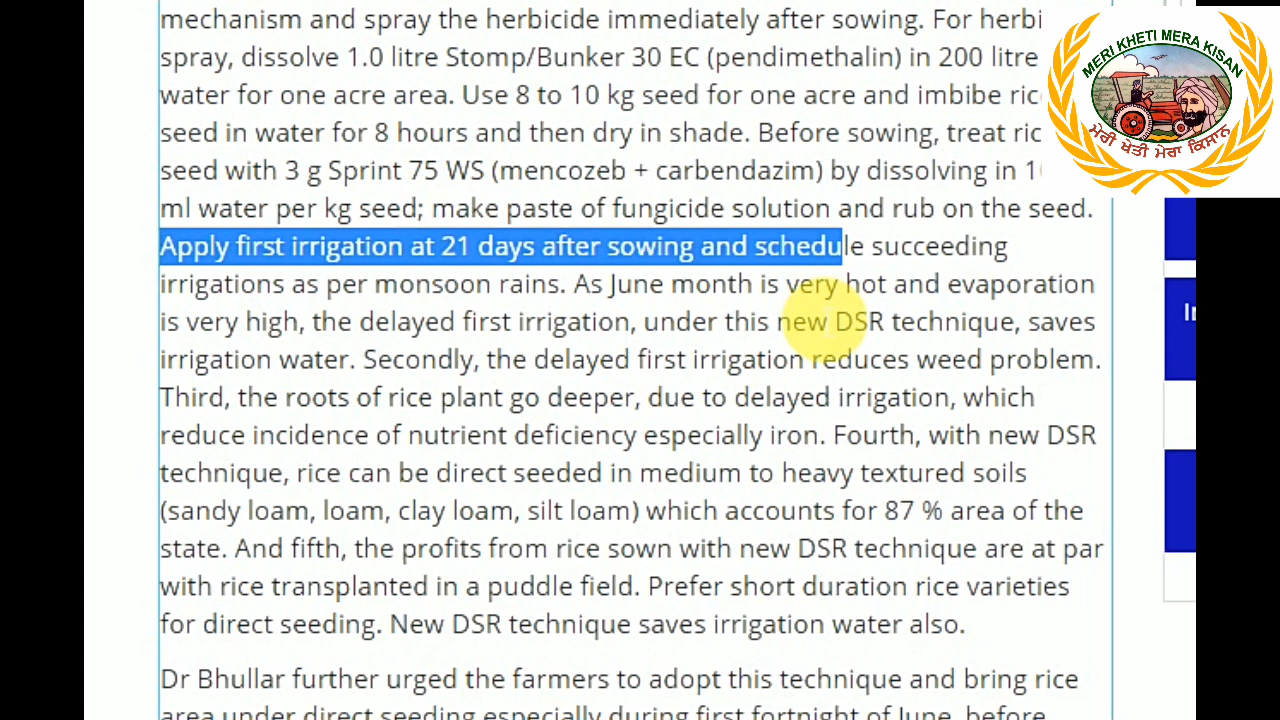 mechanism and spray the herbicide immediately after sowing. For
spray, dissolve 1.0 litre Stomp/Bunker 30 EC (pendimethalin) in 200 litre
water for one acre area. Use 8 to 10 kg seed for one acre and imbibe
seed in water for 8 hours and then dry in shade. Before sowing, treat
seed with 3 g Sprint 75 WS (mencozeb + carbendazim) by dissolving in
ml water per kg seed; make paste of fungicide solution and rub on the seed.
Apply first irrigation at 21 days after sowing and schedule succeeding
irrigations as per monsoon rains. As June month is very hot and evaporation
is very high, the delayed first irrigation, under this new DSR technique, saves
irrigation water. Secondly, the delayed first irrigation reduces weed problem.
Third, the roots of rice plant go deeper, due to delayed irrigation, which
reduce incidence of nutrient deficiency especially iron. Fourth, with new DSR
technique, rice can be direct seeded in medium to heavy textured soils
(sandy loam, loam, clay loam, silt loam) which accounts for 87 % area of the
state. And fifth, the profits from rice sown with new DSR technique are at par
with rice transplanted in a puddle field. Prefer short duration rice varieties
for direct seeding. New DSR technique saves irrigation water also.
Dr Bhullar further urged the farmers to adopt this technique and bring rice
area under direct seeding especially during first fortnight of June, before
MERI KHETI MERA KISAN
ਮੇਰੀ ਖੇਤੀ ਮੇਰਾ ਕਿਸਾਨ